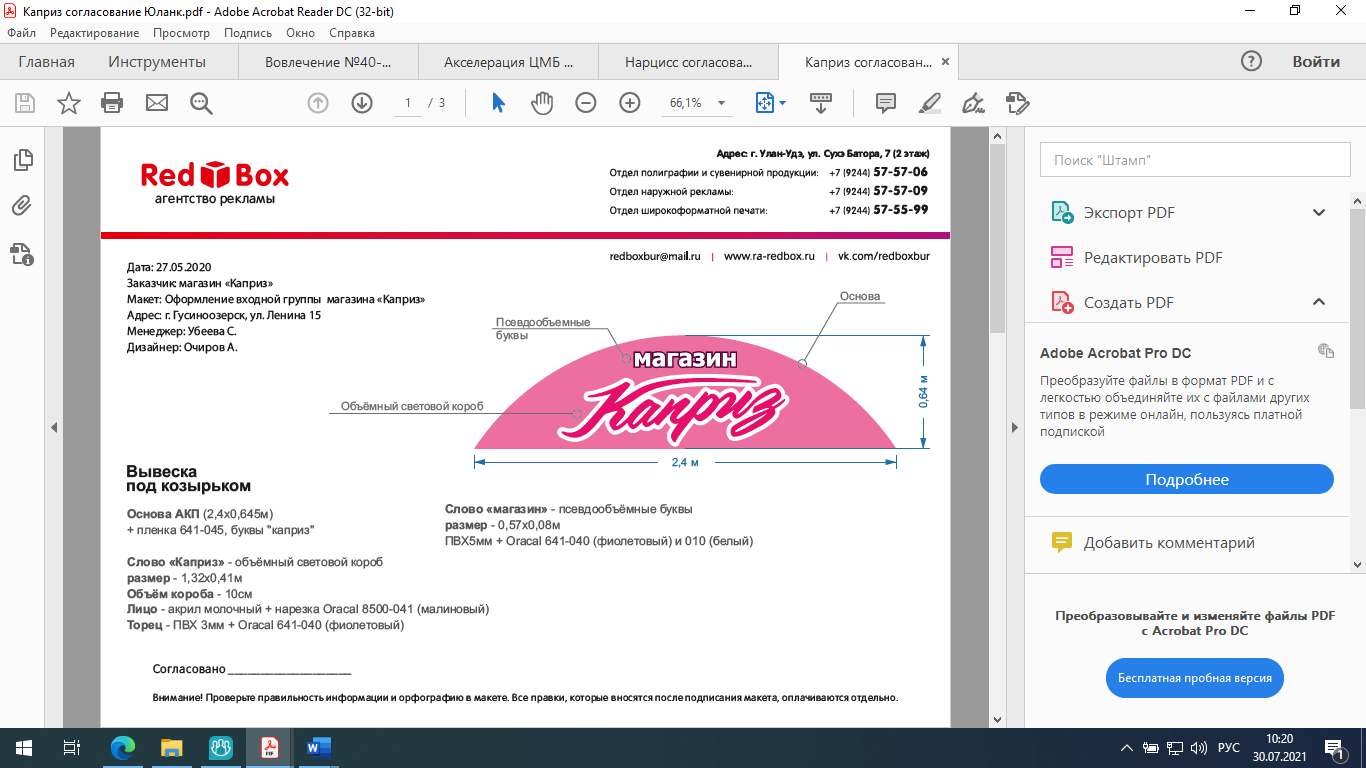 Каприз согласование Юланк.pdf - Adobe Acrobat Reader DC (32-bit)
Файл Редактирование Просмотр Подпись Окно Справка
Главная Инструменты Вовлечение №40-... Акселерация ЦМБ ... Нарцисс согласова... Каприз согласован... Войти
1 / 3 66,1%
Red Box
агентство рекламы
Адрес: г. Улан-Удэ, ул. Сухэ Батора, 7 (2 этаж)
Отдел полиграфии и сувенирной продукции: +7 (9244) 57-57-06
Отдел наружной рекламы: +7 (9244) 57-57-09
Отдел широкоформатной печати: +7 (9244) 57-55-99
redboxbur@mail.ru | www.ra-redbox.ru | vk.com/redboxbur
Дата: 27.05.2020
Заказчик: магазин «Каприз»
Макет: Оформление входной группы магазина «Каприз»
Адрес: г. Гусиноозерск, ул. Ленина 15
Менеджер: Убеева С.
Дизайнер: Очиров А.
Основа
Псевдообъемные
буквы
магазин
Каприз
Объёмный световой короб
0,64 м
2,4 м
Вывеска
под козырьком
Основа АКП (2,4х0,645м)
+ пленка 641-045, буквы "каприз"
Слово «Каприз» - объёмный световой короб
размер - 1,32х0,41м
Объём короба - 10см
Лицо - акрил молочный + нарезка Oracal 8500-041 (малиновый)
Торец - ПВХ 3мм + Oracal 641-040 (фиолетовый)
Слово «магазин» - псевдообъёмные буквы
размер - 0,57х0,08м
ПВХ5мм + Oracal 641-040 (фиолетовый) и 010 (белый)
Согласовано ____________________
Внимание! Проверьте правильность информации и орфографию в макете. Все правки, которые вносятся после подписания макета, оплачиваются отдельно.
Поиск "Штамп"
Экспорт PDF
Редактировать PDF
Создать PDF
Adobe Acrobat Pro DC
Преобразуйте файлы в формат PDF и с
легкостью объединяйте их с файлами других
типов в режиме онлайн, пользуясь платной
подпиской
Подробнее
Добавить комментарий
Преобразовывайте и изменяйте файлы PDF
с Acrobat Pro DC
Бесплатная пробная версия
РУС
10:20
30.07.2021
1